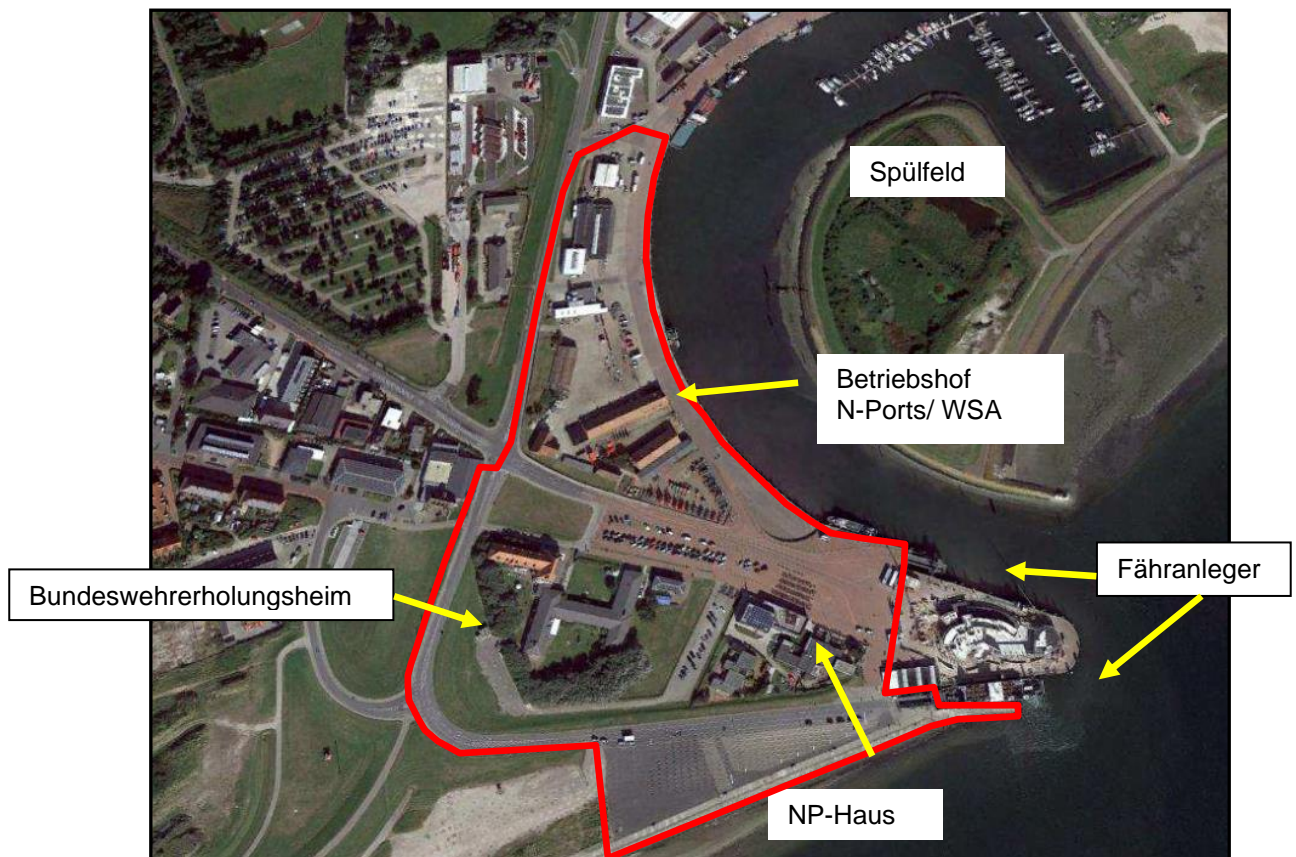 Spülfeld
Betriebshof
N-Ports/ WSA
Fähranleger
Bundeswehrerholungsheim
NP-Haus